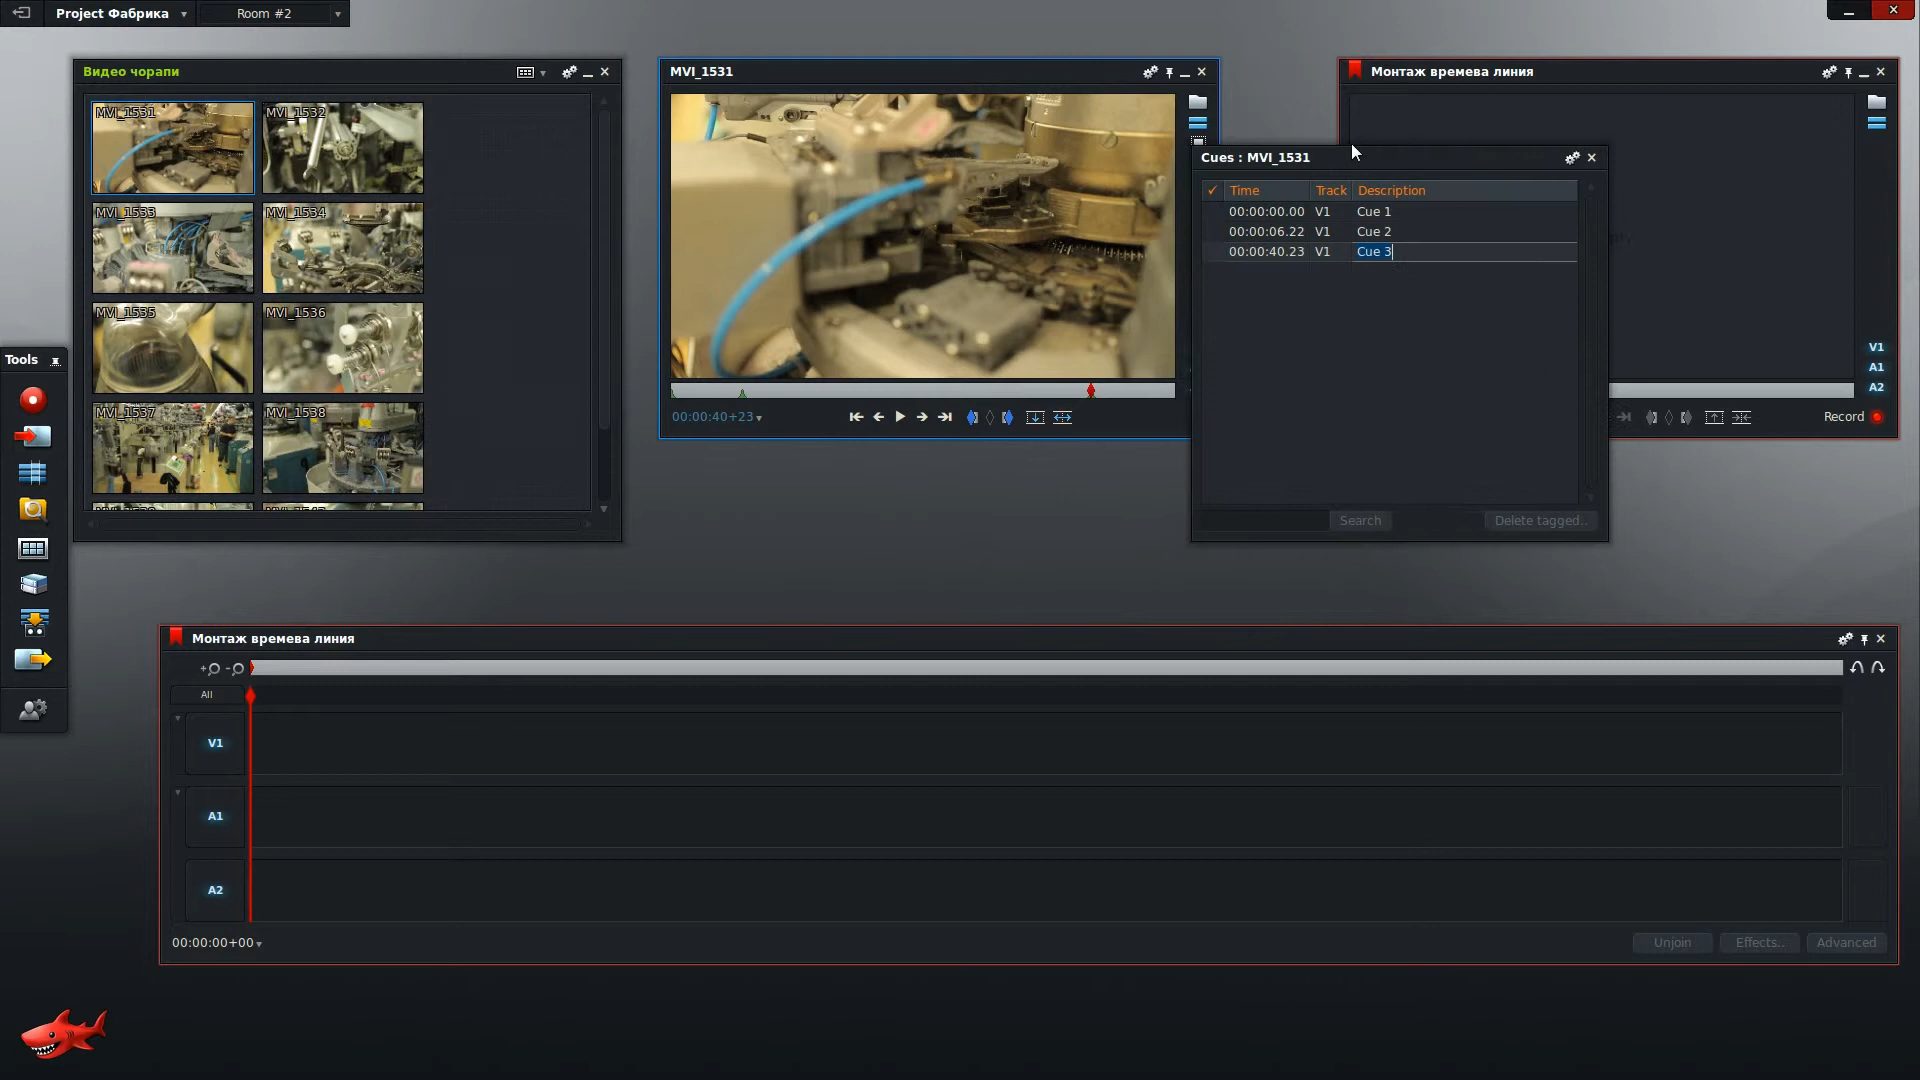 Project Фабрика
Room #2
Видео чорапи
MVI_1531
MVI_1532
MVI_1533
MVI_1534
MVI_1535
MVI_1536
MVI_1537
MVI_1538
MVI_1531
00:00:40+23
Монтаж времева линия
V1
A1
A2
Record
Cues : MVI_1531
✓ Time Track Description
00:00:00.00 V1 Cue 1
00:00:06.22 V1 Cue 2
00:00:40.23 V1 Cue 3
Search
Delete tagged..
Tools
Монтаж времева линия
All
V1
A1
A2
00:00:00+00
Unjoin
Effects..
Advanced